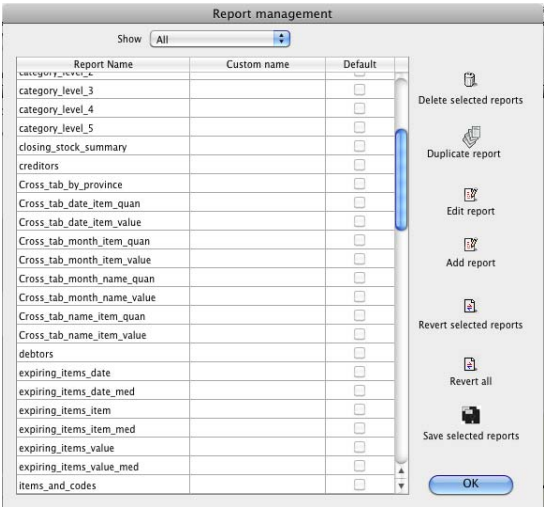 Report management
Show All
Report Name Custom name Default
category_level_2
category_level_3
category_level_4
category_level_5
closing_stock_summary
creditors
Cross_tab_by_province
Cross_tab_date_item_quan
Cross_tab_date_item_value
Cross_tab_month_item_quan
Cross_tab_month_item_value
Cross_tab_month_name_quan
Cross_tab_month_name_value
Cross_tab_name_item_quan
Cross_tab_name_item_value
debtors
expiring_items_date
expiring_items_date_med
expiring_items_item
expiring_items_item_med
expiring_items_value
expiring_items_value_med
items_and_codes
Delete selected reports
Duplicate report
Edit report
Add report
Revert selected reports
Revert all
Save selected reports
OK